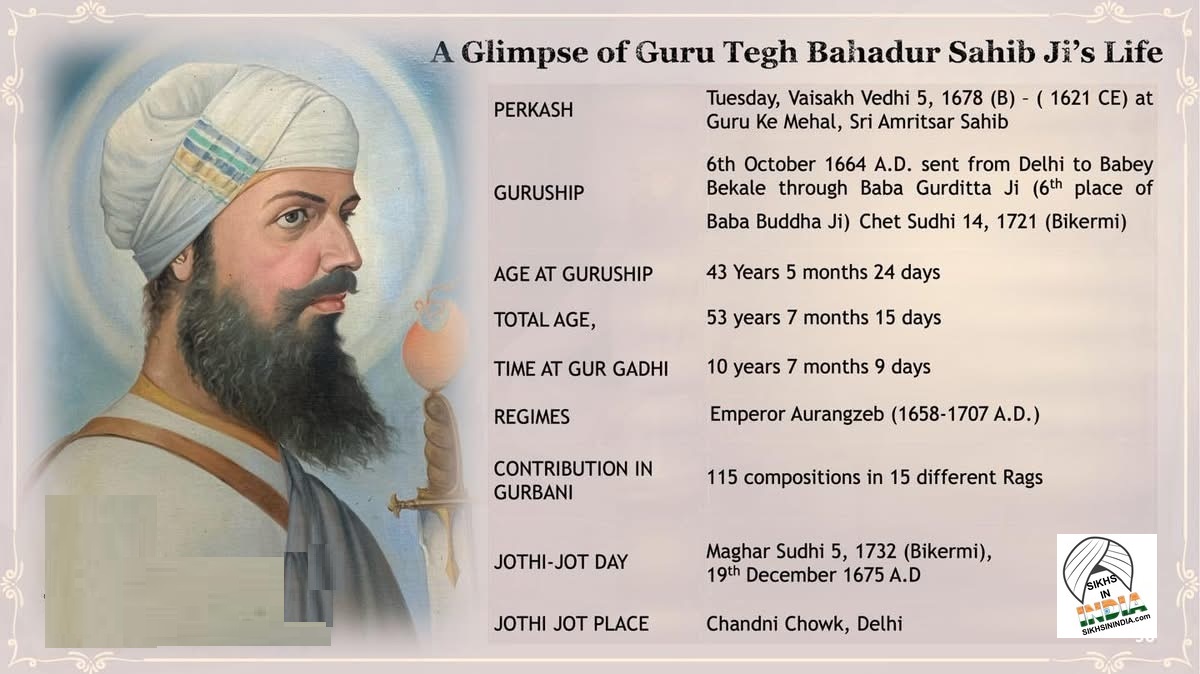 A Glimpse of Guru Tegh Bahadur Sahib Ji's Life
PERKASH
Tuesday, Vaisakh Vedhi 5, 1678 (B) – ( 1621 CE) at
Guru Ke Mehal, Sri Amritsar Sahib
GURUSHIP
6th October 1664 A.D. sent from Delhi to Babey
Bekale through Baba Gurditta Ji (6th place of
Baba Buddha Ji) Chet Sudhi 14, 1721 (Bikermi)
AGE AT GURUSHIP
43 Years 5 months 24 days
TOTAL AGE,
53 years 7 months 15 days
TIME AT GUR GADHI
10 years 7 months 9 days
REGIMES
Emperor Aurangzeb (1658-1707 A.D.)
CONTRIBUTION IN
GURBANI
115 compositions in 15 different Rags
JOTHI-JOT DAY
Maghar Sudhi 5, 1732 (Bikermi),
19th December 1675 A.D
JOTHI JOT PLACE
Chandni Chowk, Delhi
SIKHS
IN
INDIA
SIKHSININDIA.com